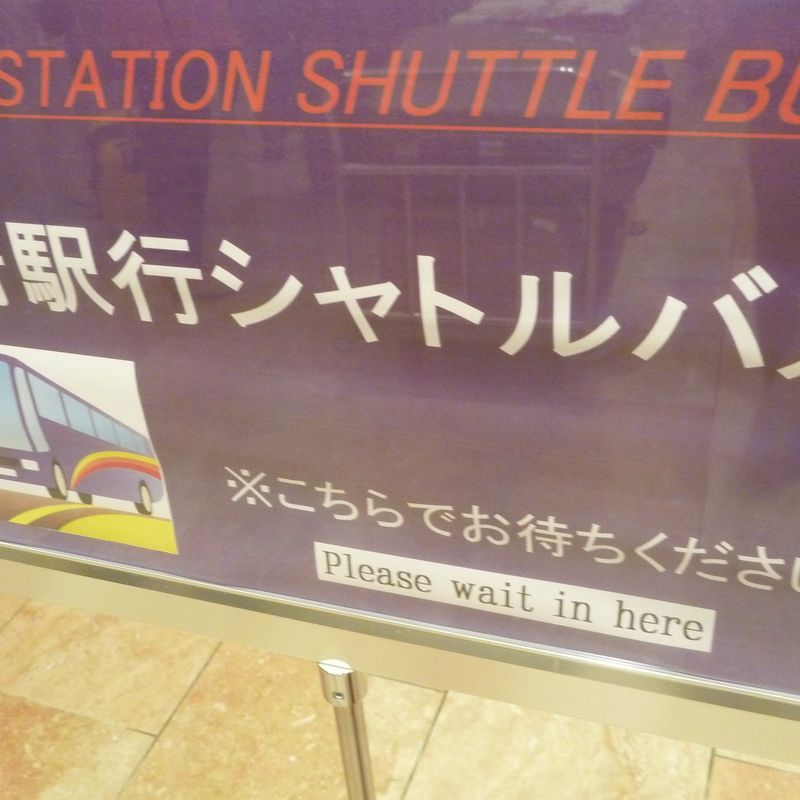 STATION SHUTTLE BU
駅行シャトルバス
※こちらでお待ちくださ
Please wait in here